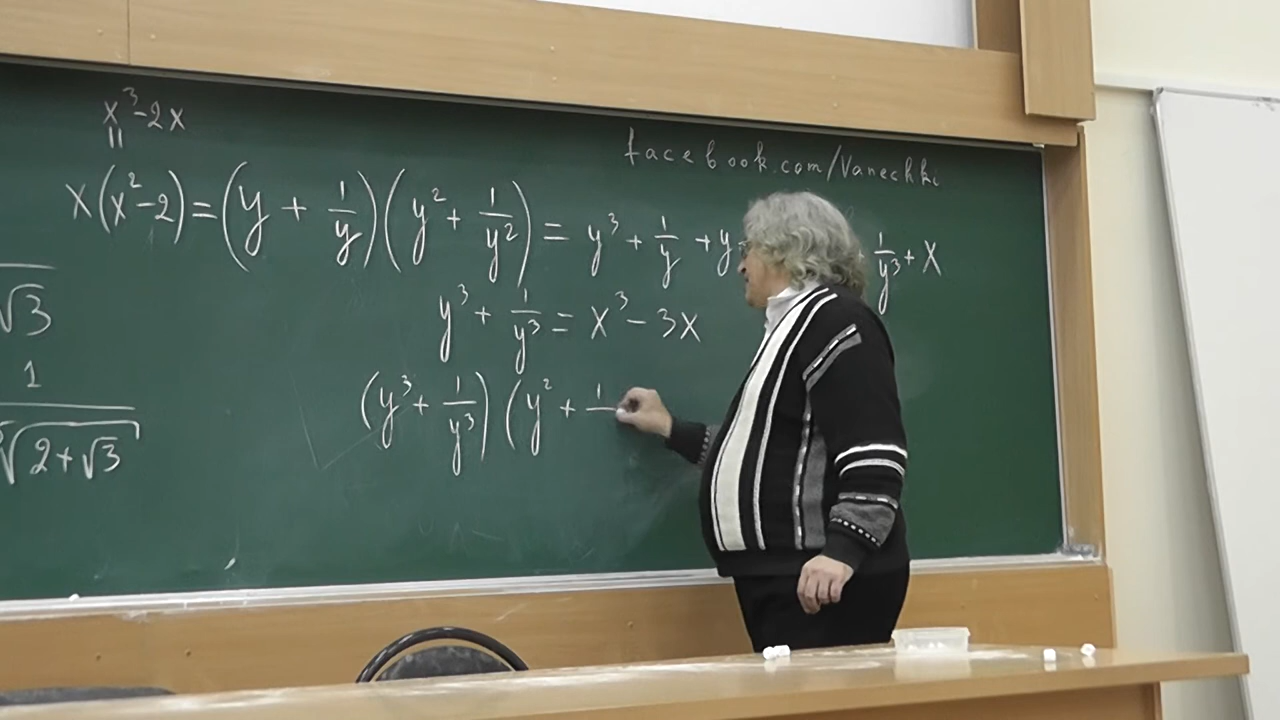 x³-2x
||
facebook.com/Vanechki
x(x²-2)=(y + 1/y)(y² + 1/y²) = y³ + 1/y + y + 1/y³ + x
√3
y³ + 1/y³ = x³ - 3x
1
(y³ + 1/y³)(y² + 1
√(2+√3)